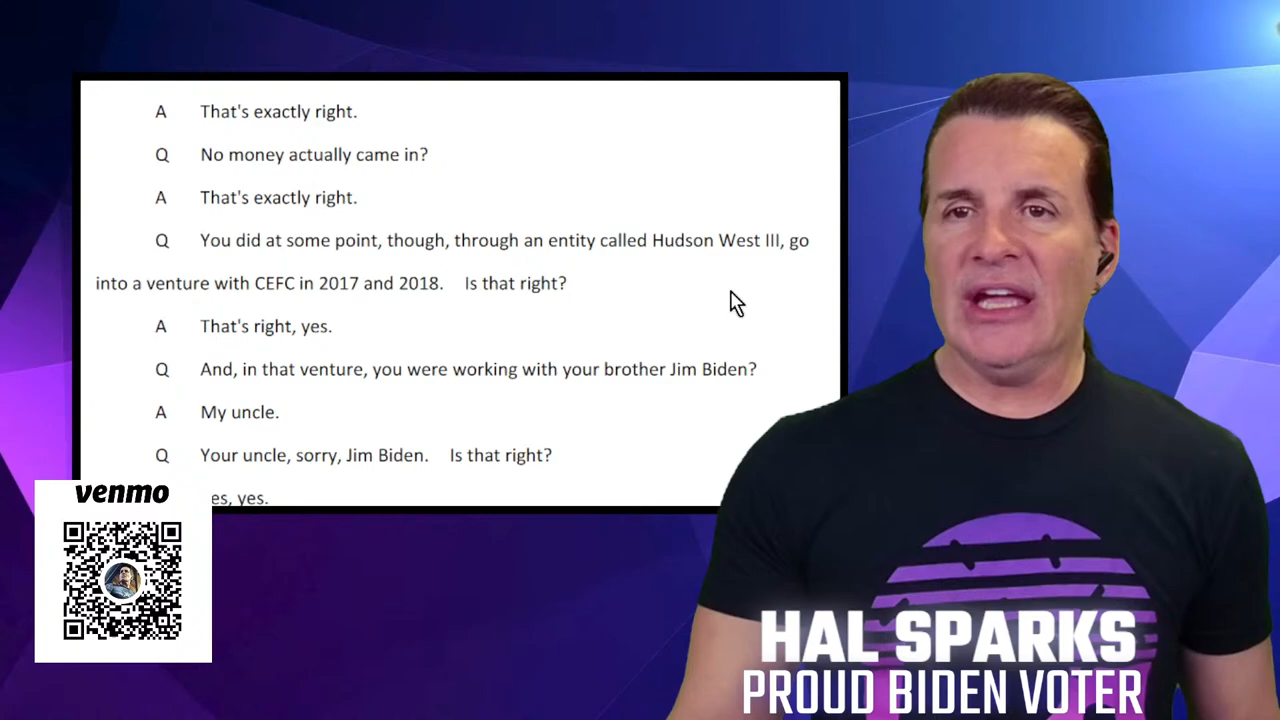 A That's exactly right.
Q No money actually came in?
A That's exactly right.
Q You did at some point, though, through an entity called Hudson West III, go
into a venture with CEFC in 2017 and 2018. Is that right?
A That's right, yes.
Q And, in that venture, you were working with your brother Jim Biden?
A My uncle.
Q Your uncle, sorry, Jim Biden. Is that right?
es, yes.
venmo
HAL SPARKS
PROUD BIDEN VOTER